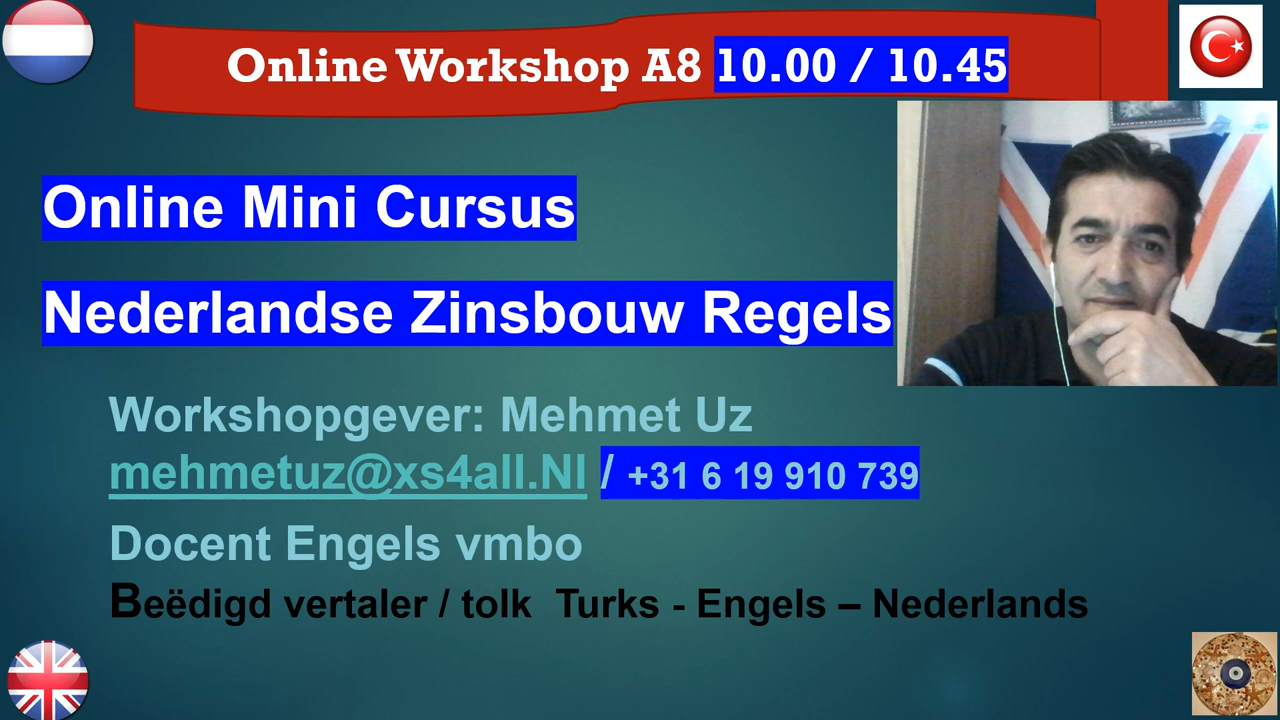 Online Workshop A8 10.00 / 10.45
Online Mini Cursus
Nederlandse Zinsbouw Regels
Workshopgever: Mehmet Uz
mehmetuz@xs4all.Nl / +31 6 19 910 739
Docent Engels vmbo
Beëdigd vertaler / tolk  Turks - Engels – Nederlands